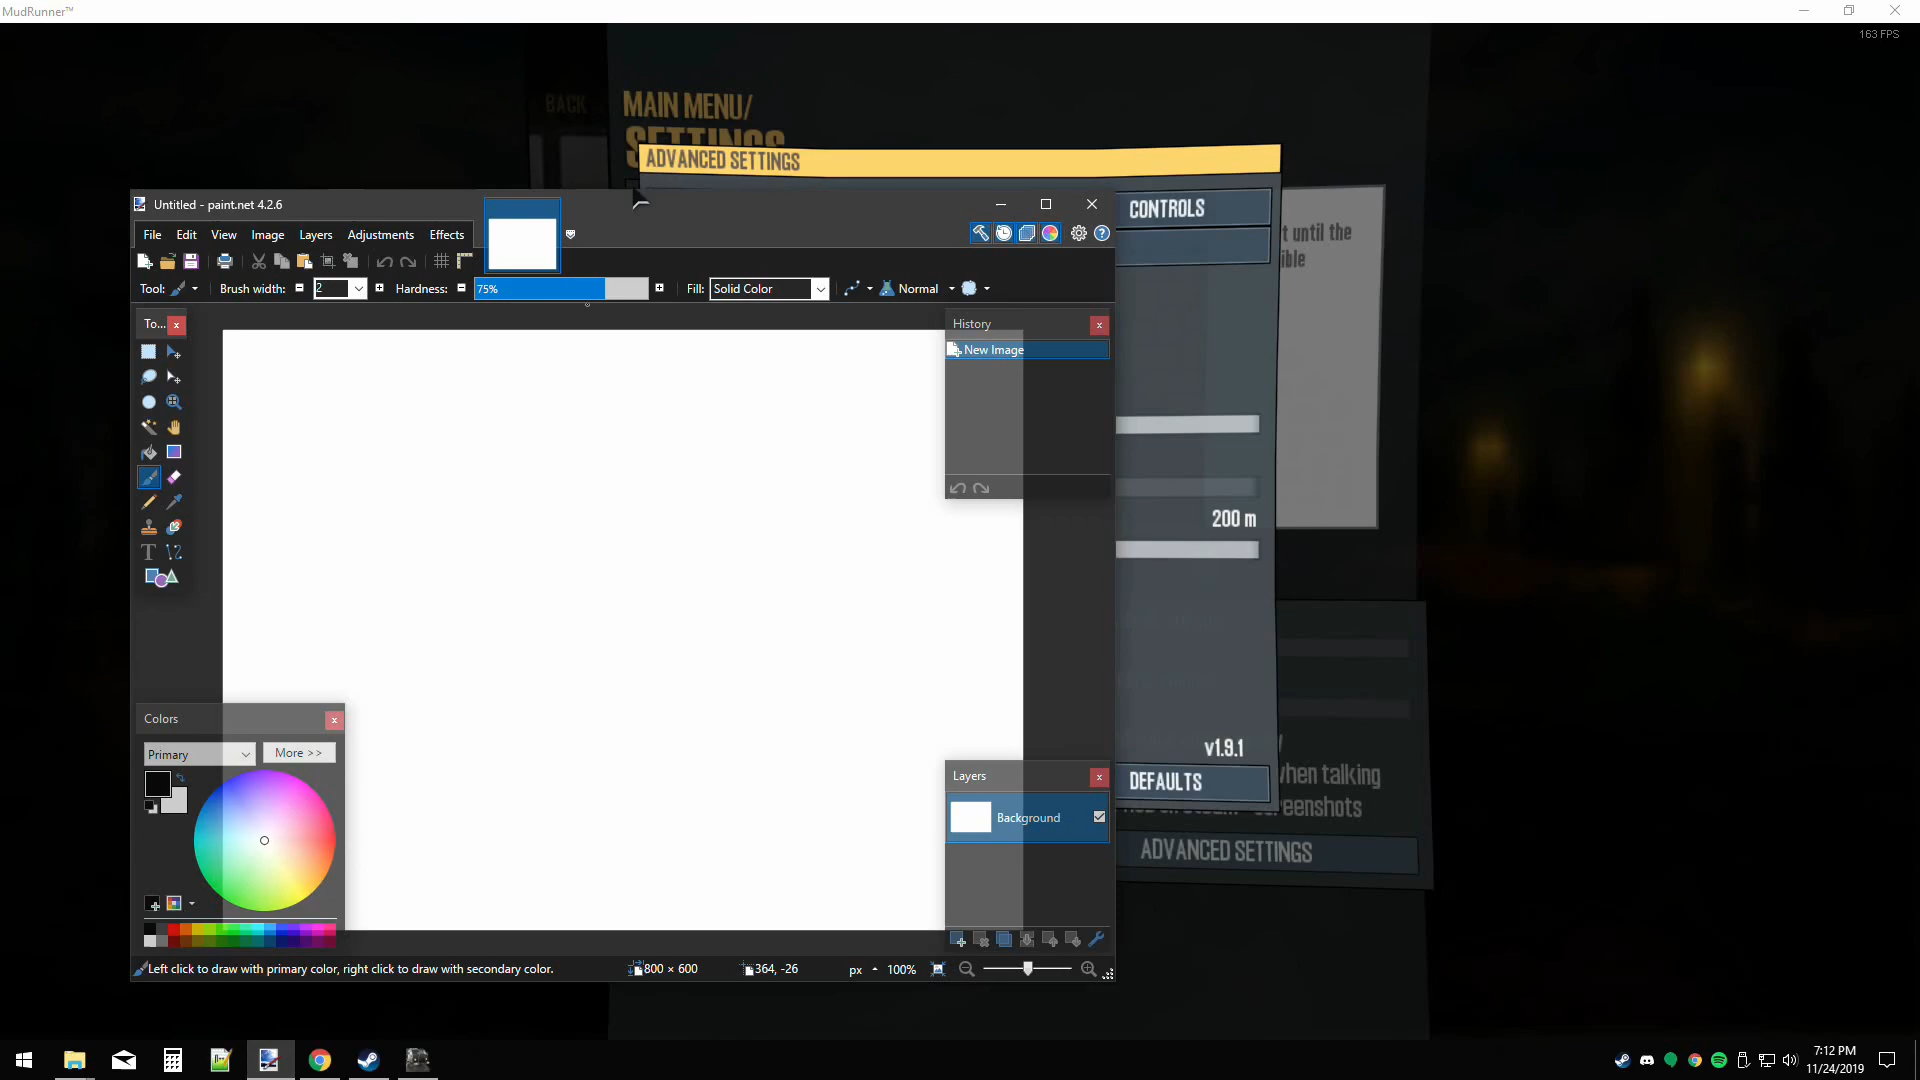 MudRunner™
163 FPS
BACK
MAIN MENU/
SETTINGS
ADVANCED SETTINGS
Untitled - paint.net 4.2.6
CONTROLS
File Edit View Image Layers Adjustments Effects
t until the
ible
Tool: Brush width: 2 Hardness: 75% Fill: Solid Color Normal
To...
History
New Image
200 m
Colors
Primary
More >>
v1.9.1
Layers
Background
DEFAULTS
when talking
screenshots
ADVANCED SETTINGS
Left click to draw with primary color, right click to draw with secondary color.
800 × 600
364, -26
px
100%
7:12 PM
11/24/2019